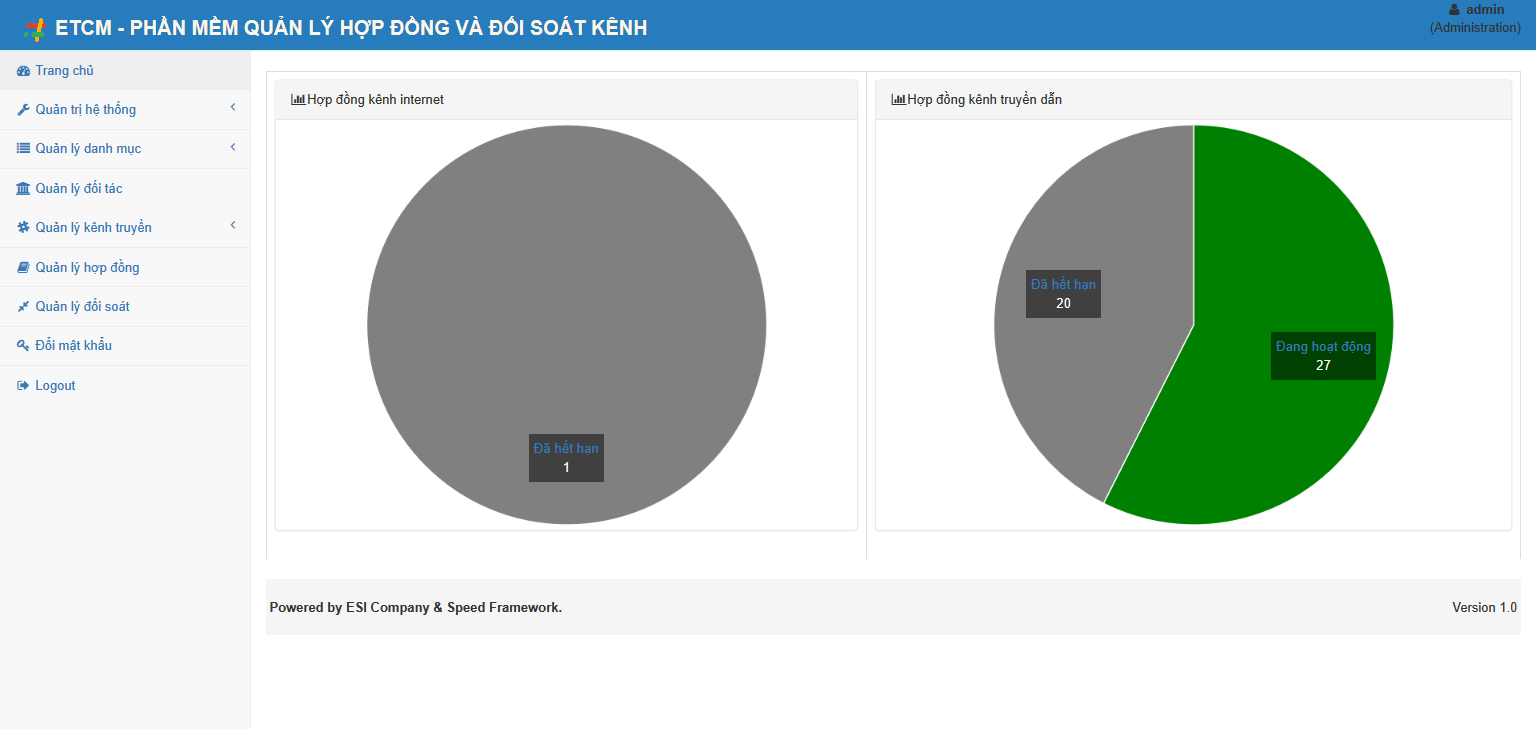 ETCM - PHẦN MỀM QUẢN LÝ HỢP ĐỒNG VÀ ĐỐI SOÁT KÊNH
admin
(Administration)
Trang chủ
Quản trị hệ thống
Quản lý danh mục
Quản lý đối tác
Quản lý kênh truyền
Quản lý hợp đồng
Quản lý đối soát
Đổi mật khẩu
Logout
Hợp đồng kênh internet
Đã hết hạn
1
Hợp đồng kênh truyền dẫn
Đã hết hạn
20
Đang hoạt động
27
Powered by ESI Company & Speed Framework.
Version 1.0